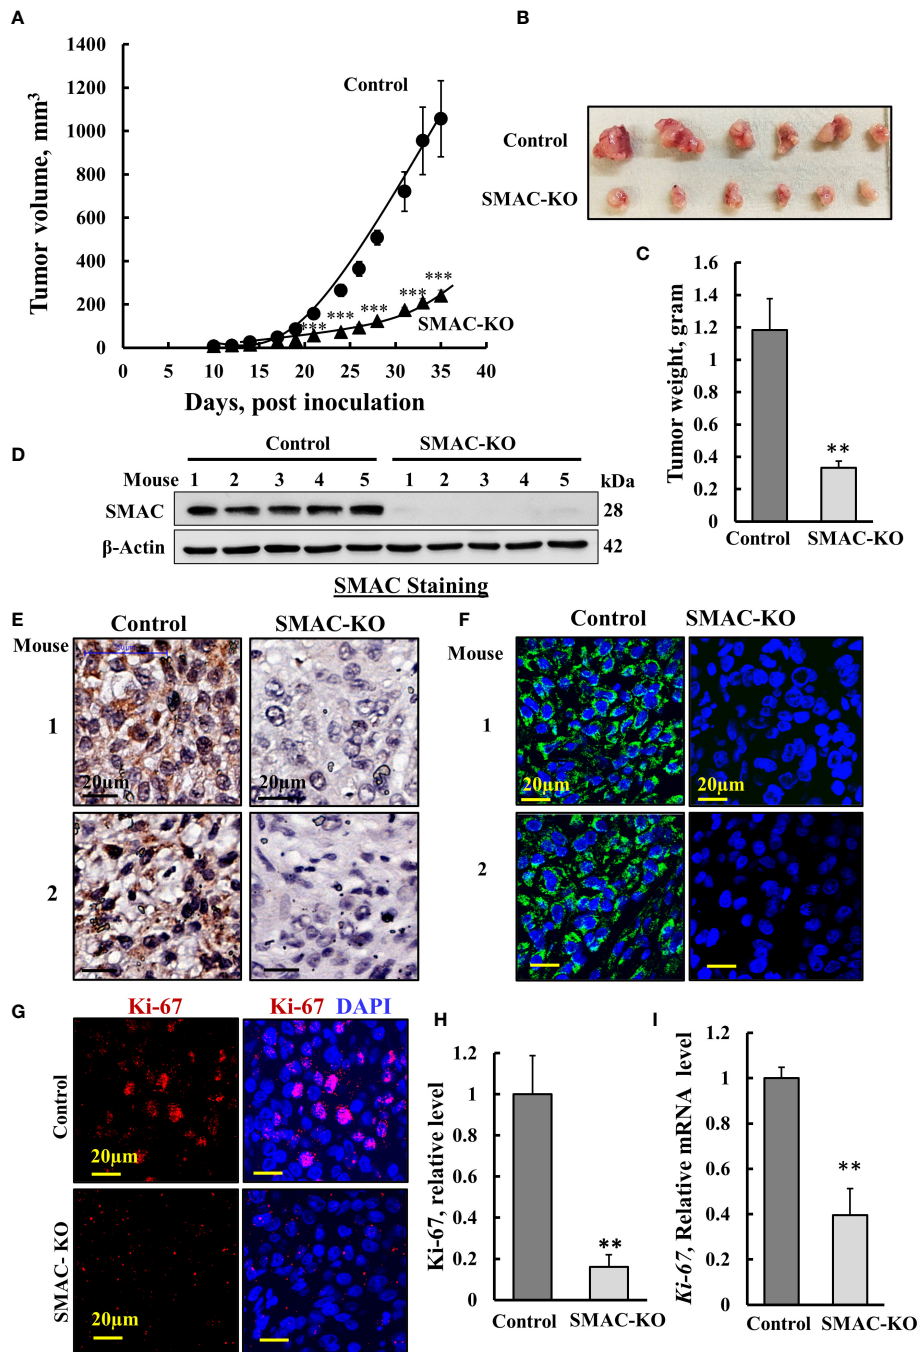 A
Tumor volume, mm³
1400
1200
1000
800
600
400
200
0
0 5 10 15 20 25 30 35 40
Days, post inoculation
Control
SMAC-KO
*** *** *** *** ***
B
Control
SMAC-KO
C
Tumor weight, gram
1.6
1.4
1.2
1
0.8
0.6
0.4
0.2
0
**
Control SMAC-KO
D
Control SMAC-KO
Mouse 1 2 3 4 5 1 2 3 4 5 kDa
SMAC 28
β-Actin 42
SMAC Staining
E
Control SMAC-KO
Mouse
1
20µm 20µm
2
F
Control SMAC-KO
Mouse
1
20µm 20µm
2
G
Ki-67 Ki-67 DAPI
Control
20µm
SMAC- KO
20µm
H
Ki-67, relative level
1.2
1
0.8
0.6
0.4
0.2
0
**
Control SMAC-KO
I
Ki-67, Relative mRNA level
1.2
1
0.8
0.6
0.4
0.2
0
**
Control SMAC-KO